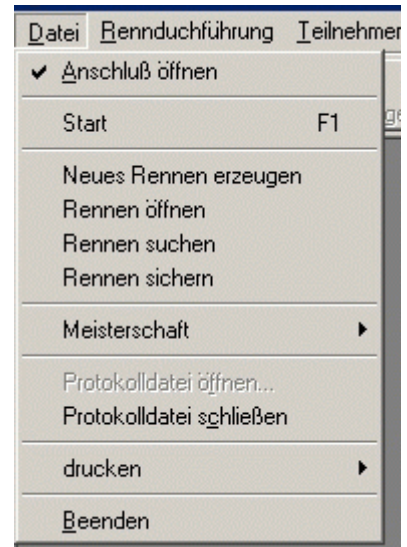 Datei Rennduchführung Teilnehmer
Anschluß öffnen
Start F1
Neues Rennen erzeugen
Rennen öffnen
Rennen suchen
Rennen sichern
Meisterschaft
Protokolldatei öffnen...
Protokolldatei schließen
drucken
Beenden